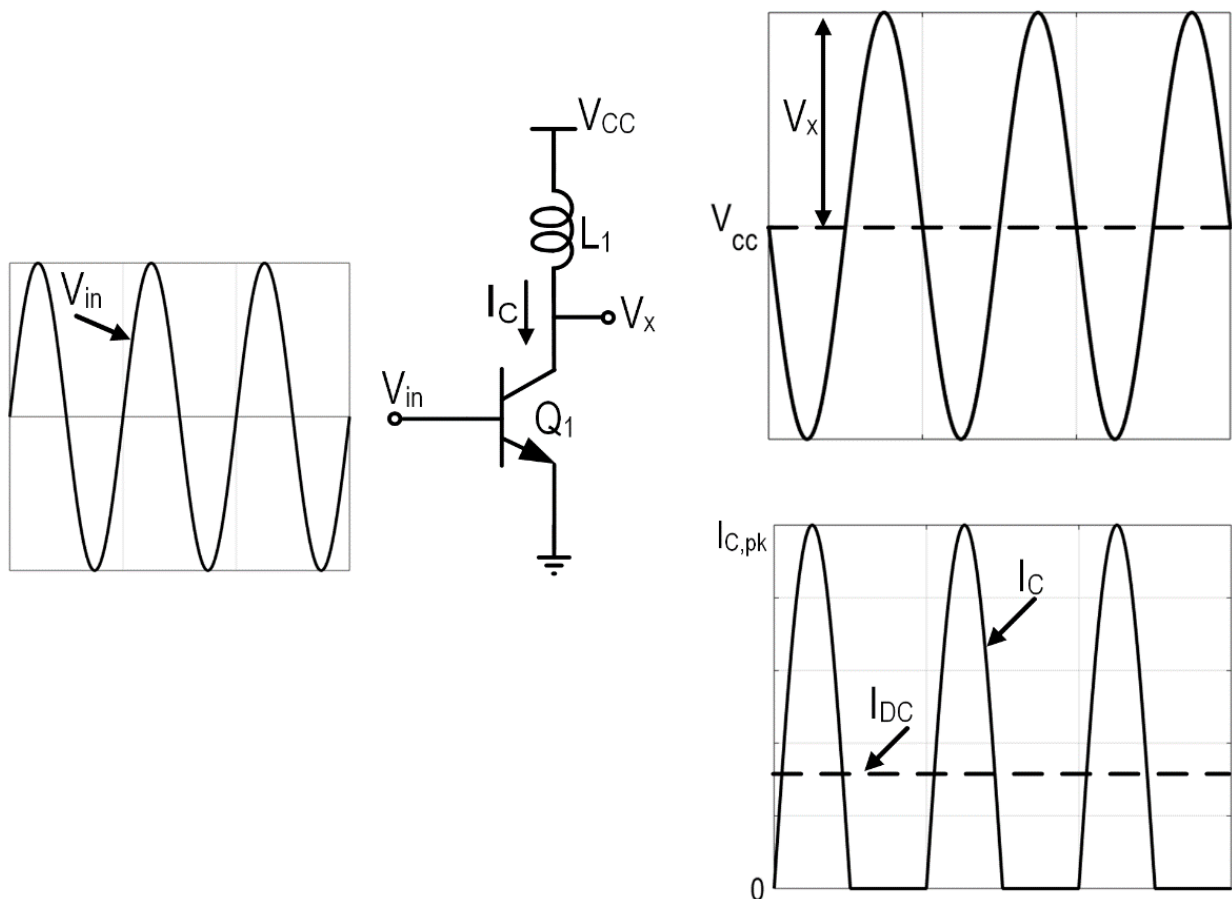 V_in
V_CC
L_1
I_C
V_x
V_in
Q_1
V_x
V_cc
I_C,pk
I_C
I_DC
0